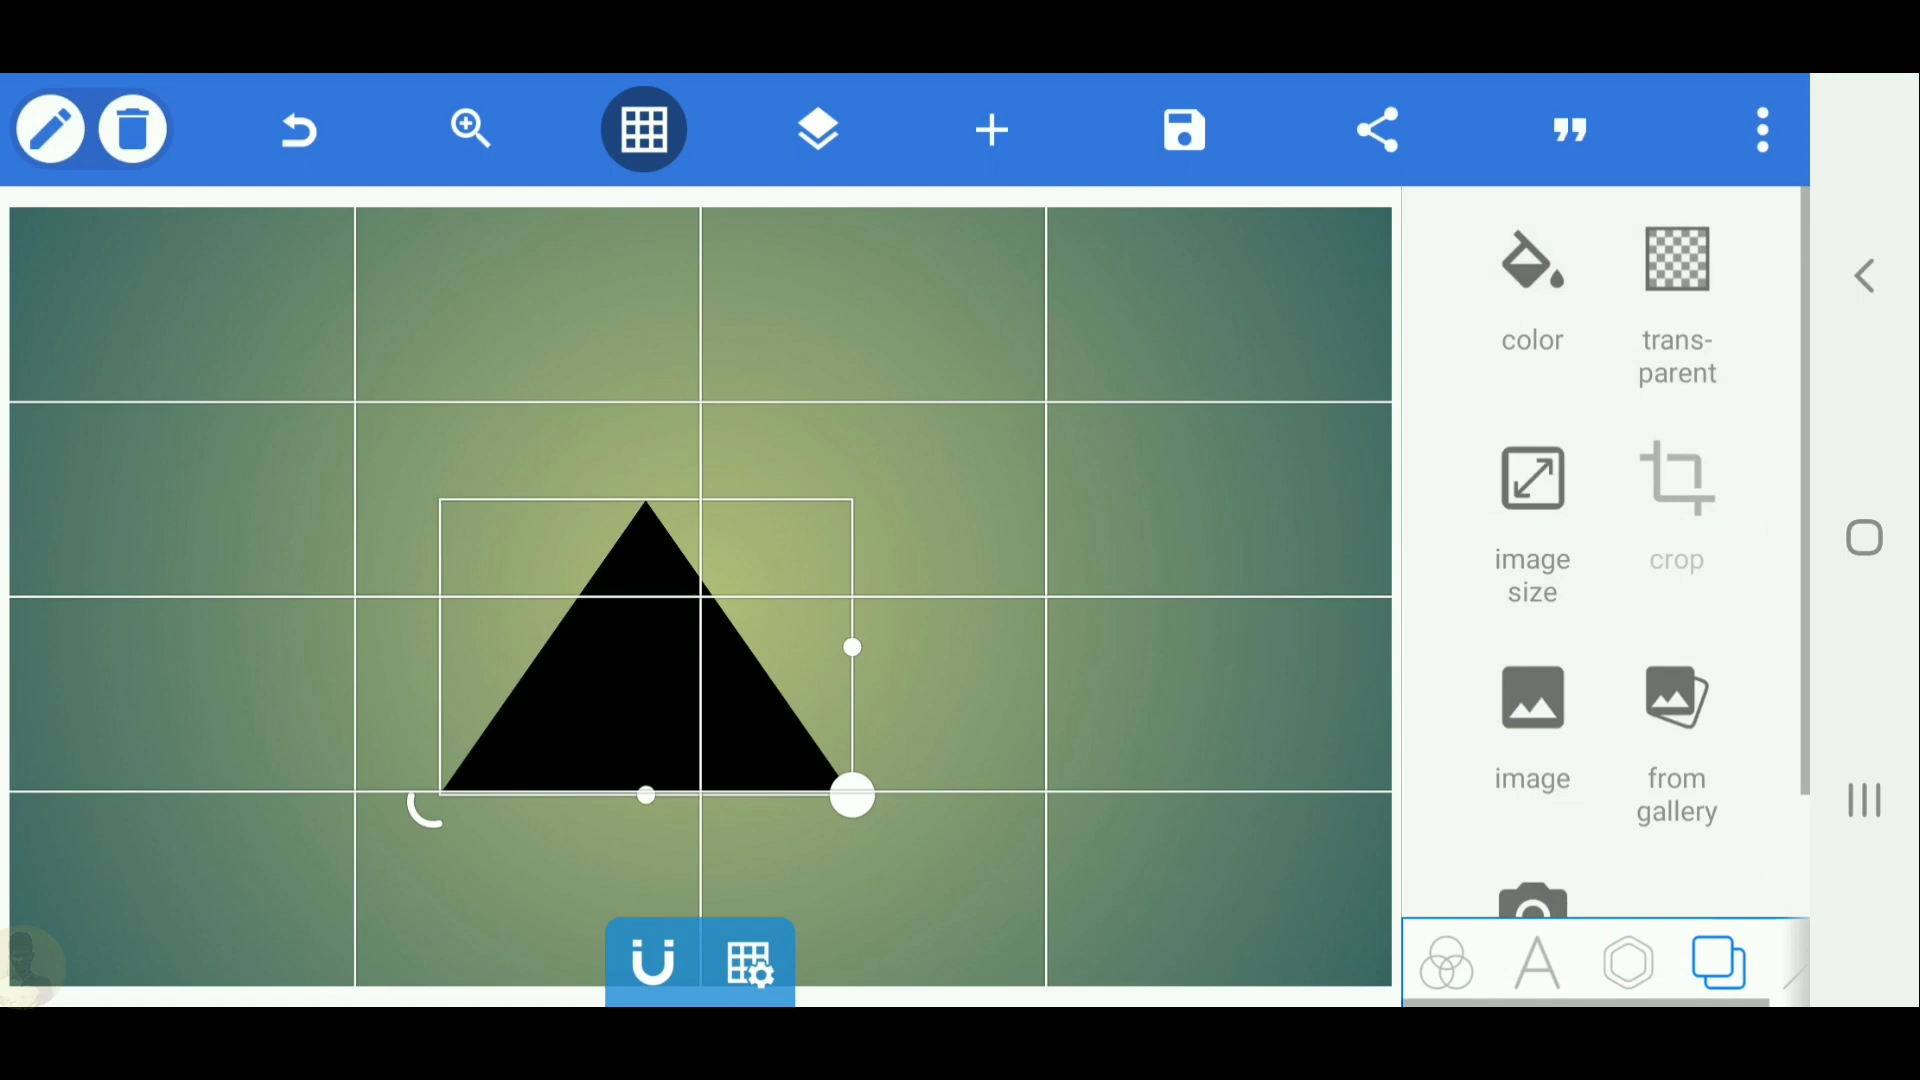 color
trans-
parent
image
size
crop
image
from
gallery